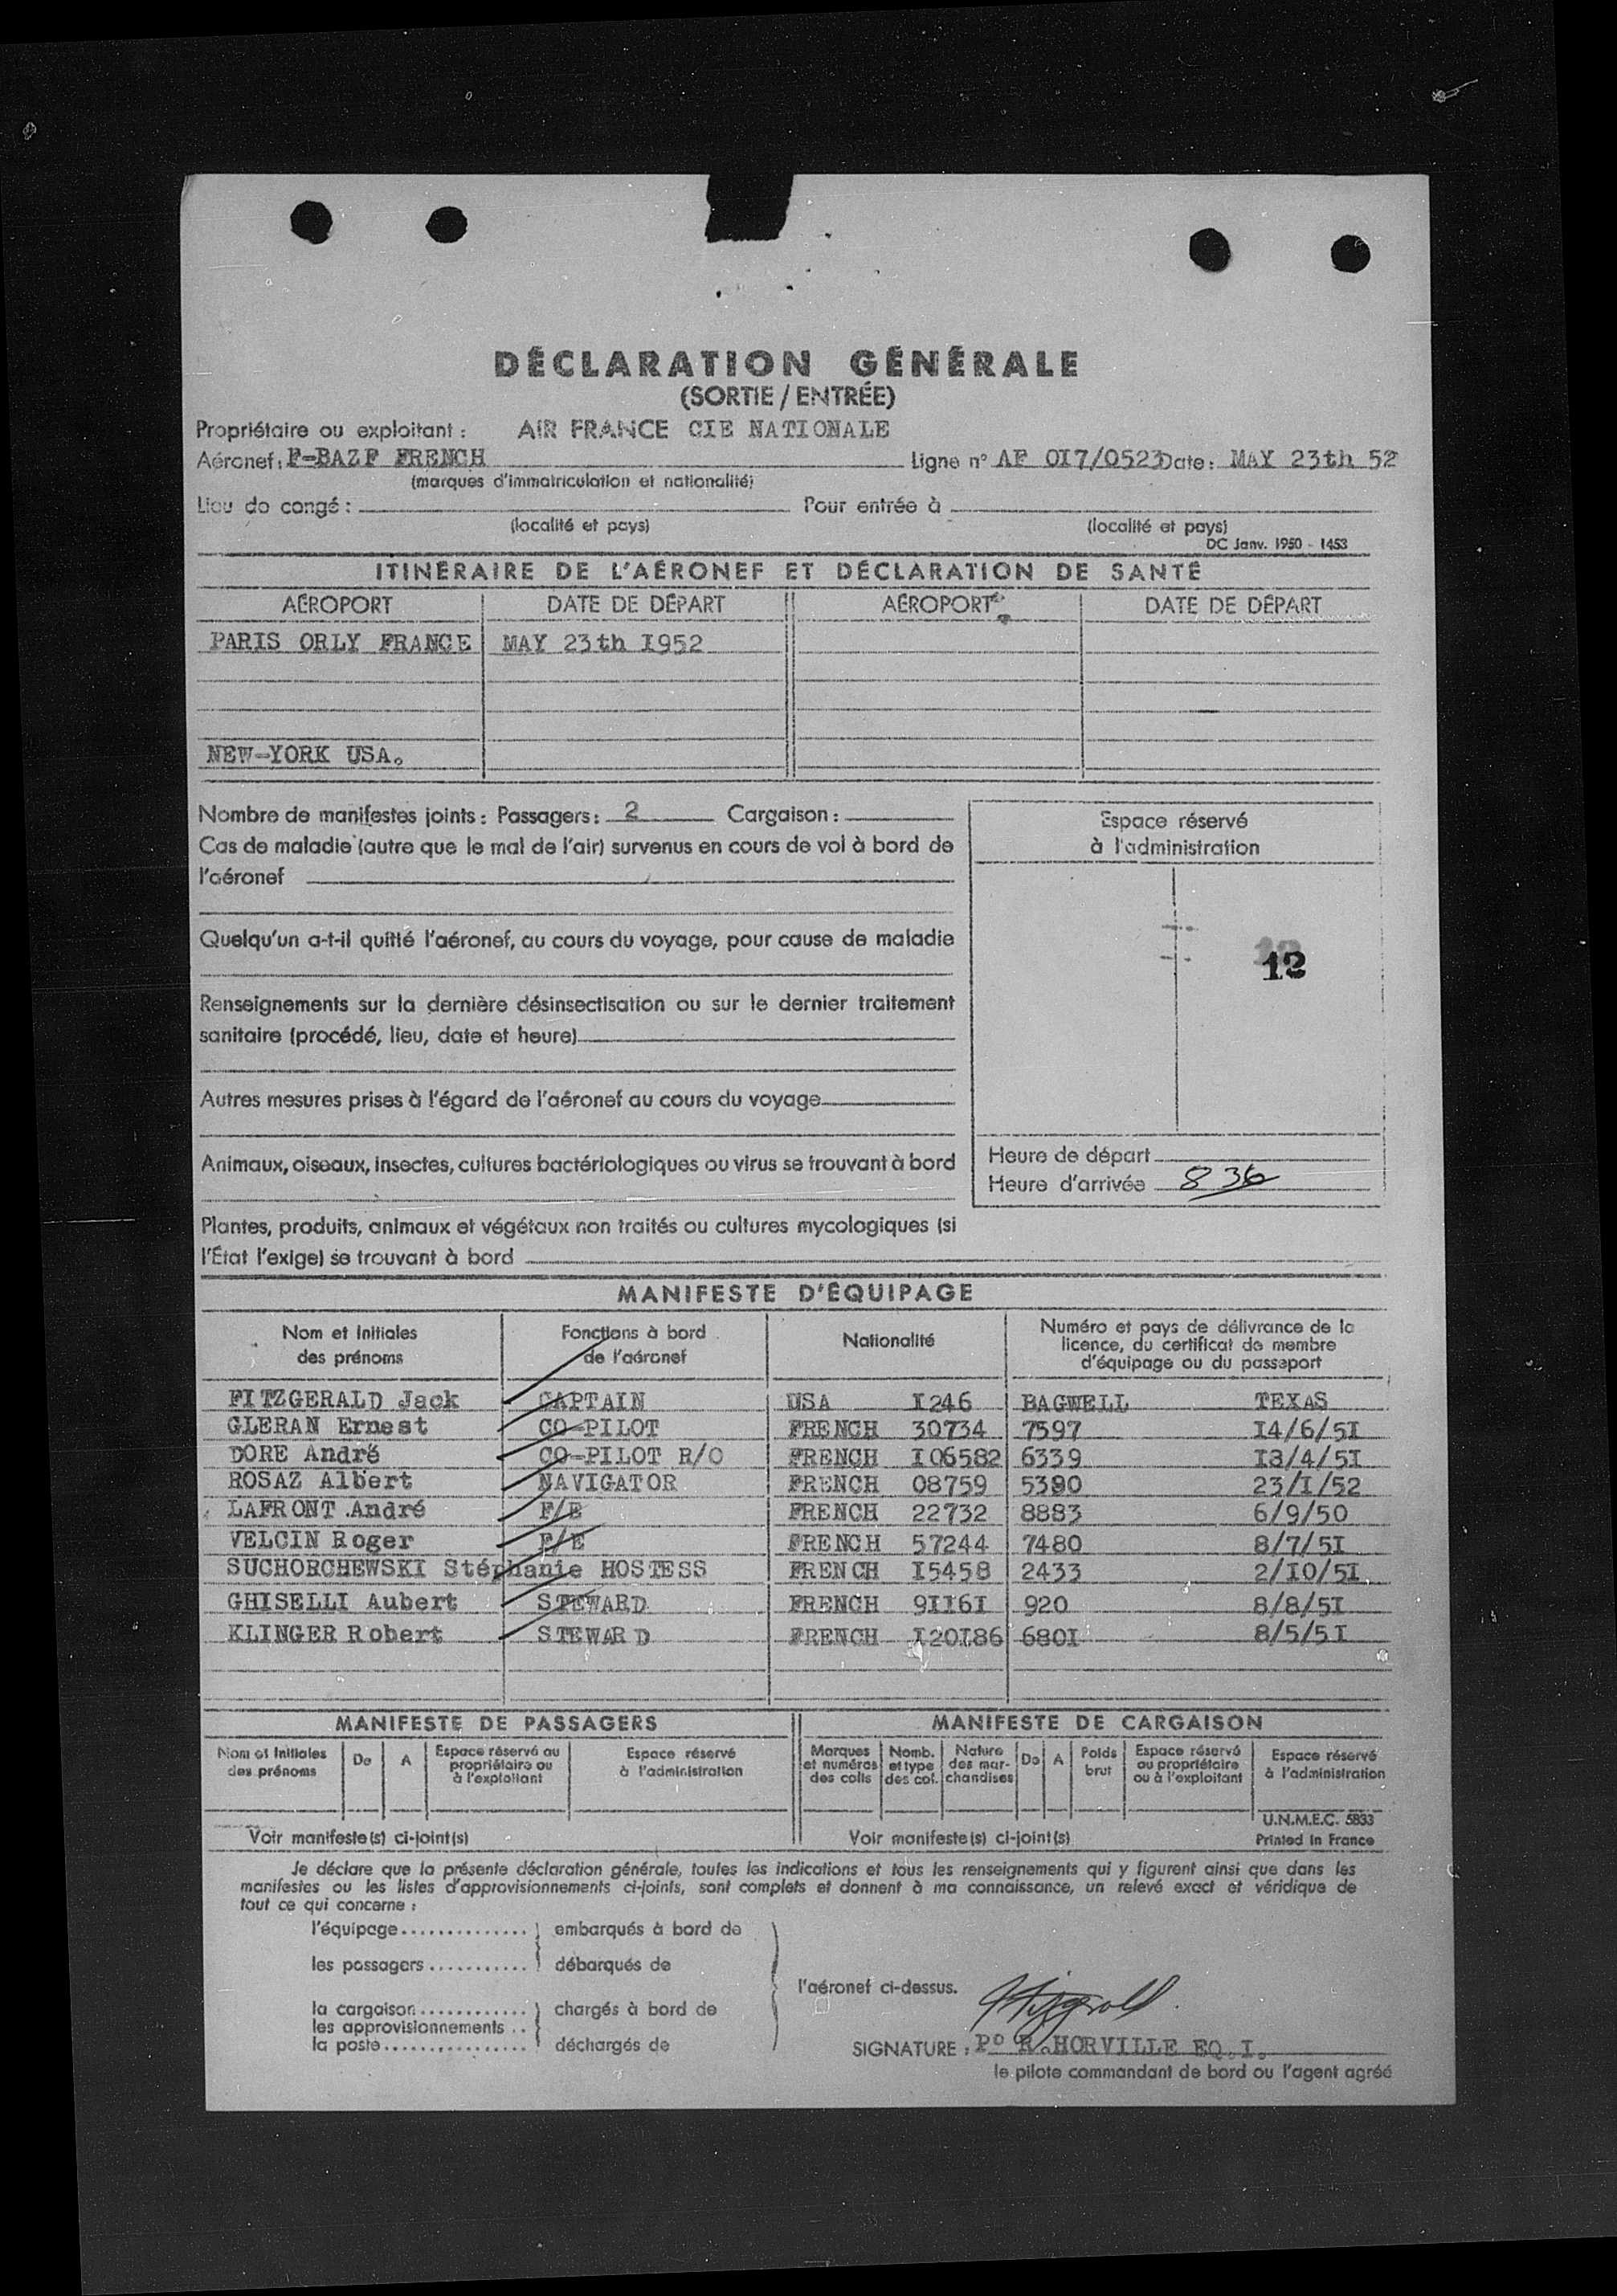 DÉCLARATION GÉNÉRALE
(SORTIE / ENTRÉE)
Propriétaire ou exploitant : AIR FRANCE CIE NATIONALE
Aéronef : F-BAZF FRENCH Ligne n° AF 0I7/0523 Date : MAY 23th 52
(marques d'immatriculation et nationalité)
Lieu de congé : Pour entrée à
(localité et pays) (localité et pays)
DC Janv. 1950 - 1453
ITINÉRAIRE DE L'AÉRONEF ET DÉCLARATION DE SANTÉ
AÉROPORT DATE DE DÉPART AÉROPORT DATE DE DÉPART
PARIS ORLY FRANCE MAY 23th I952
NEW-YORK USA.
Nombre de manifestes joints : Passagers : 2 Cargaison :
Espace réservé
à l'administration
Cas de maladie (autre que le mal de l'air) survenus en cours de vol à bord de
l'aéronef
Quelqu'un a-t-il quitté l'aéronef, au cours du voyage, pour cause de maladie
12
Renseignements sur la dernière désinsectisation ou sur le dernier traitement
sanitaire (procédé, lieu, date et heure)
Autres mesures prises à l'égard de l'aéronef au cours du voyage
Animaux, oiseaux, insectes, cultures bactériologiques ou virus se trouvant à bord
Heure de départ
Heure d'arrivée 8 36
Plantes, produits, animaux et végétaux non traités ou cultures mycologiques (si
l'État l'exige) se trouvant à bord
MANIFESTE D'ÉQUIPAGE
Nom et Initiales des prénoms Fonctions à bord de l'aéronef Nationalité Numéro et pays de délivrance de la licence, du certificat de membre d'équipage ou du passeport
FITZGERALD Jack CAPTAIN USA I246 BAGWELL TEXAS
GLERAN Ernest CO-PILOT FRENCH 30734 7597 I4/6/5I
DORE André CO-PILOT R/O FRENCH I06582 6339 I8/4/5I
ROSAZ Albert NAVIGATOR FRENCH 08759 5390 23/I/52
LAFRONT André F/E FRENCH 22732 8883 6/9/50
VELCIN Roger F/E FRENCH 57244 7480 8/7/5I
SUCHORCHEWSKI Stéphanie HOSTESS FRENCH I5458 2433 2/I0/5I
GHISELLI Aubert STEWARD FRENCH 9II6I 920 8/8/5I
KLINGER Robert STEWARD FRENCH I20I86 680I 8/5/5I
MANIFESTE DE PASSAGERS MANIFESTE DE CARGAISON
Nom et Initiales des prénoms De A Espace réservé au propriétaire ou à l'exploitant Espace réservé à l'administration Marques et numéros des colis Nomb. et type des col. Nature des marchandises De A Poids brut Espace réservé au propriétaire ou à l'exploitant Espace réservé à l'administration
U.N.M.E.C. 5833
Voir manifeste(s) ci-joint(s) Voir manifeste(s) ci-joint(s) Printed in France
Je déclare que la présente déclaration générale, toutes les indications et tous les renseignements qui y figurent ainsi que dans les
manifestes ou les listes d'approvisionnements ci-joints, sont complets et donnent à ma connaissance, un relevé exact et véridique de
tout ce qui concerne :
l'équipage.............. embarqués à bord de
les passagers........... débarqués de
l'aéronef ci-dessus.
la cargaison............ chargés à bord de
les approvisionnements ..
la poste................ déchargés de
SIGNATURE : P° R. HORVILLE EQ.I.
le pilote commandant de bord ou l'agent agréé